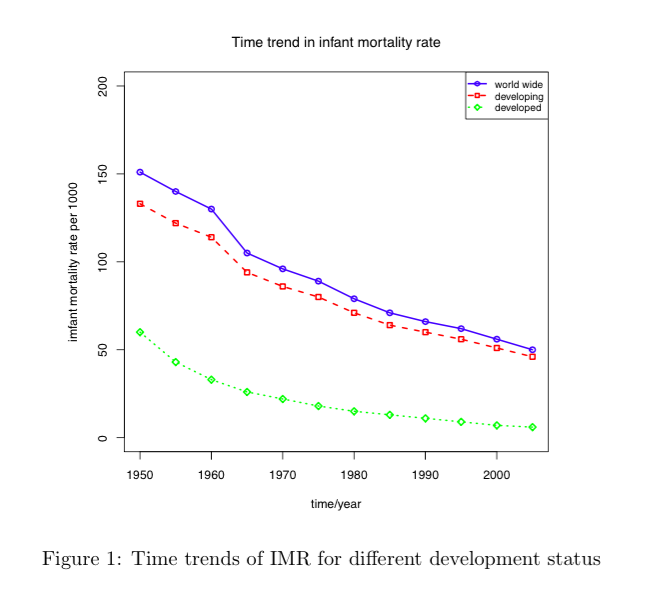 Time trend in infant mortality rate
world wide
developing
developed
imfant mortality rate per 1000
200
150
100
50
0
1950 1960 1970 1980 1990 2000
time/year
Figure 1: Time trends of IMR for different development status